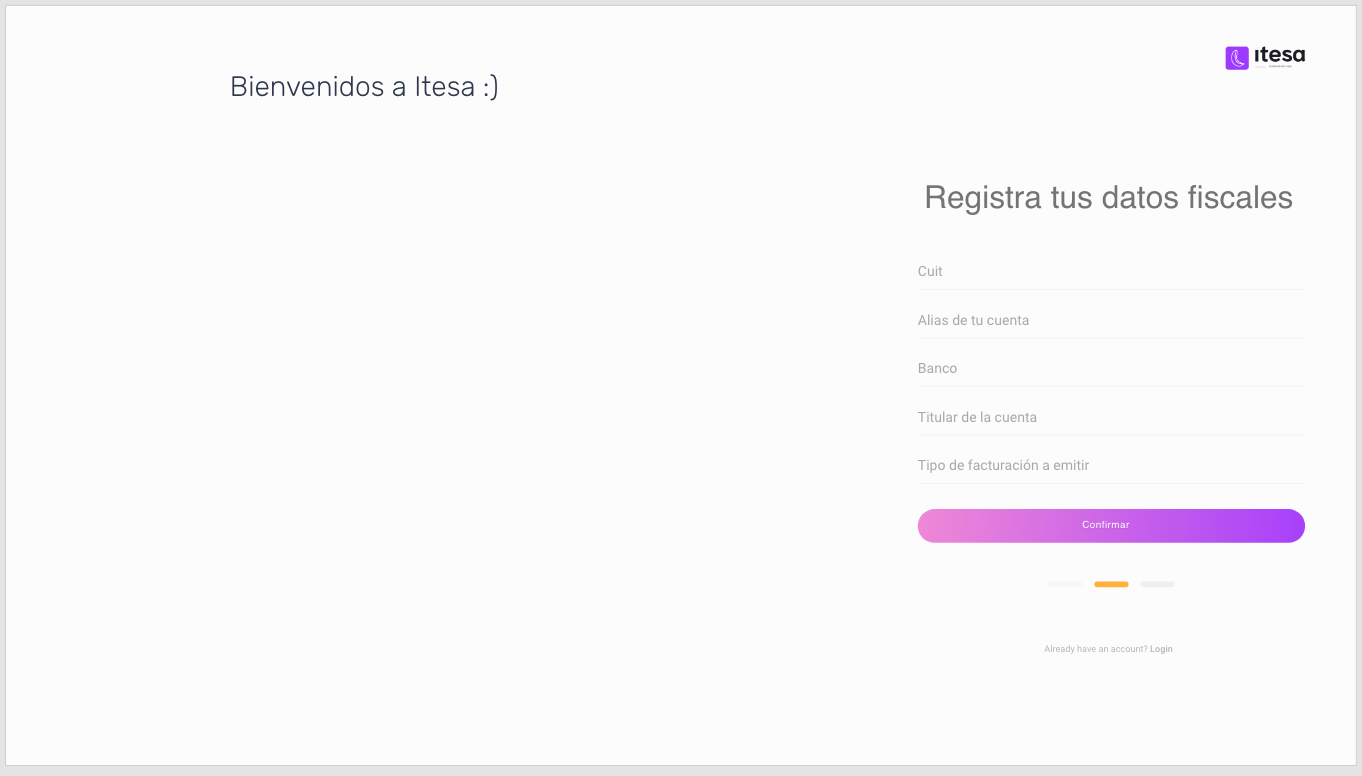 Bienvenidos a Itesa :)
ıtesa
Registra tus datos fiscales
Cuit
Alias de tu cuenta
Banco
Titular de la cuenta
Tipo de facturación a emitir
Confirmar
Already have an account? Login